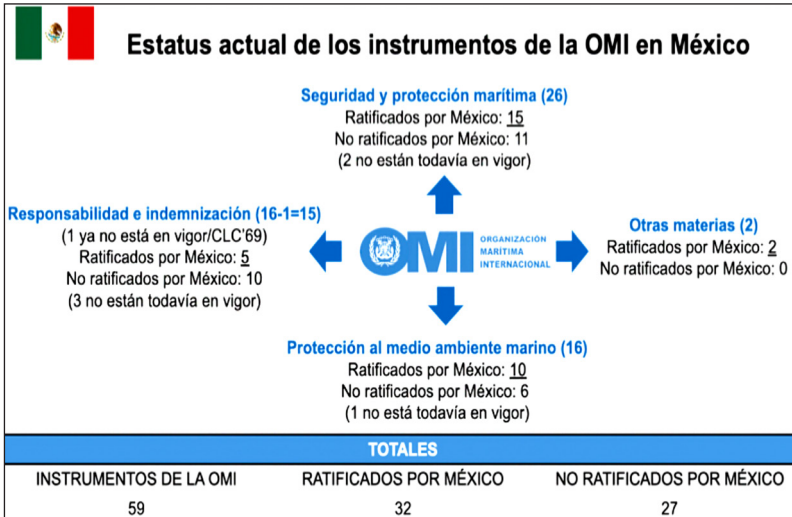 Estatus actual de los instrumentos de la OMI en México
Seguridad y protección marítima (26)
Ratificados por México: 15
No ratificados por México: 11
(2 no están todavía en vigor)
Responsabilidad e indemnización (16-1=15)
(1 ya no está en vigor/CLC'69)
Ratificados por México: 5
No ratificados por México: 10
(3 no están todavía en vigor)
OMI
ORGANIZACIÓN
MARÍTIMA
INTERNACIONAL
Otras materias (2)
Ratificados por México: 2
No ratificados por México: 0
Protección al medio ambiente marino (16)
Ratificados por México: 10
No ratificados por México: 6
(1 no está todavía en vigor)
TOTALES
INSTRUMENTOS DE LA OMI RATIFICADOS POR MÉXICO NO RATIFICADOS POR MÉXICO
59 32 27